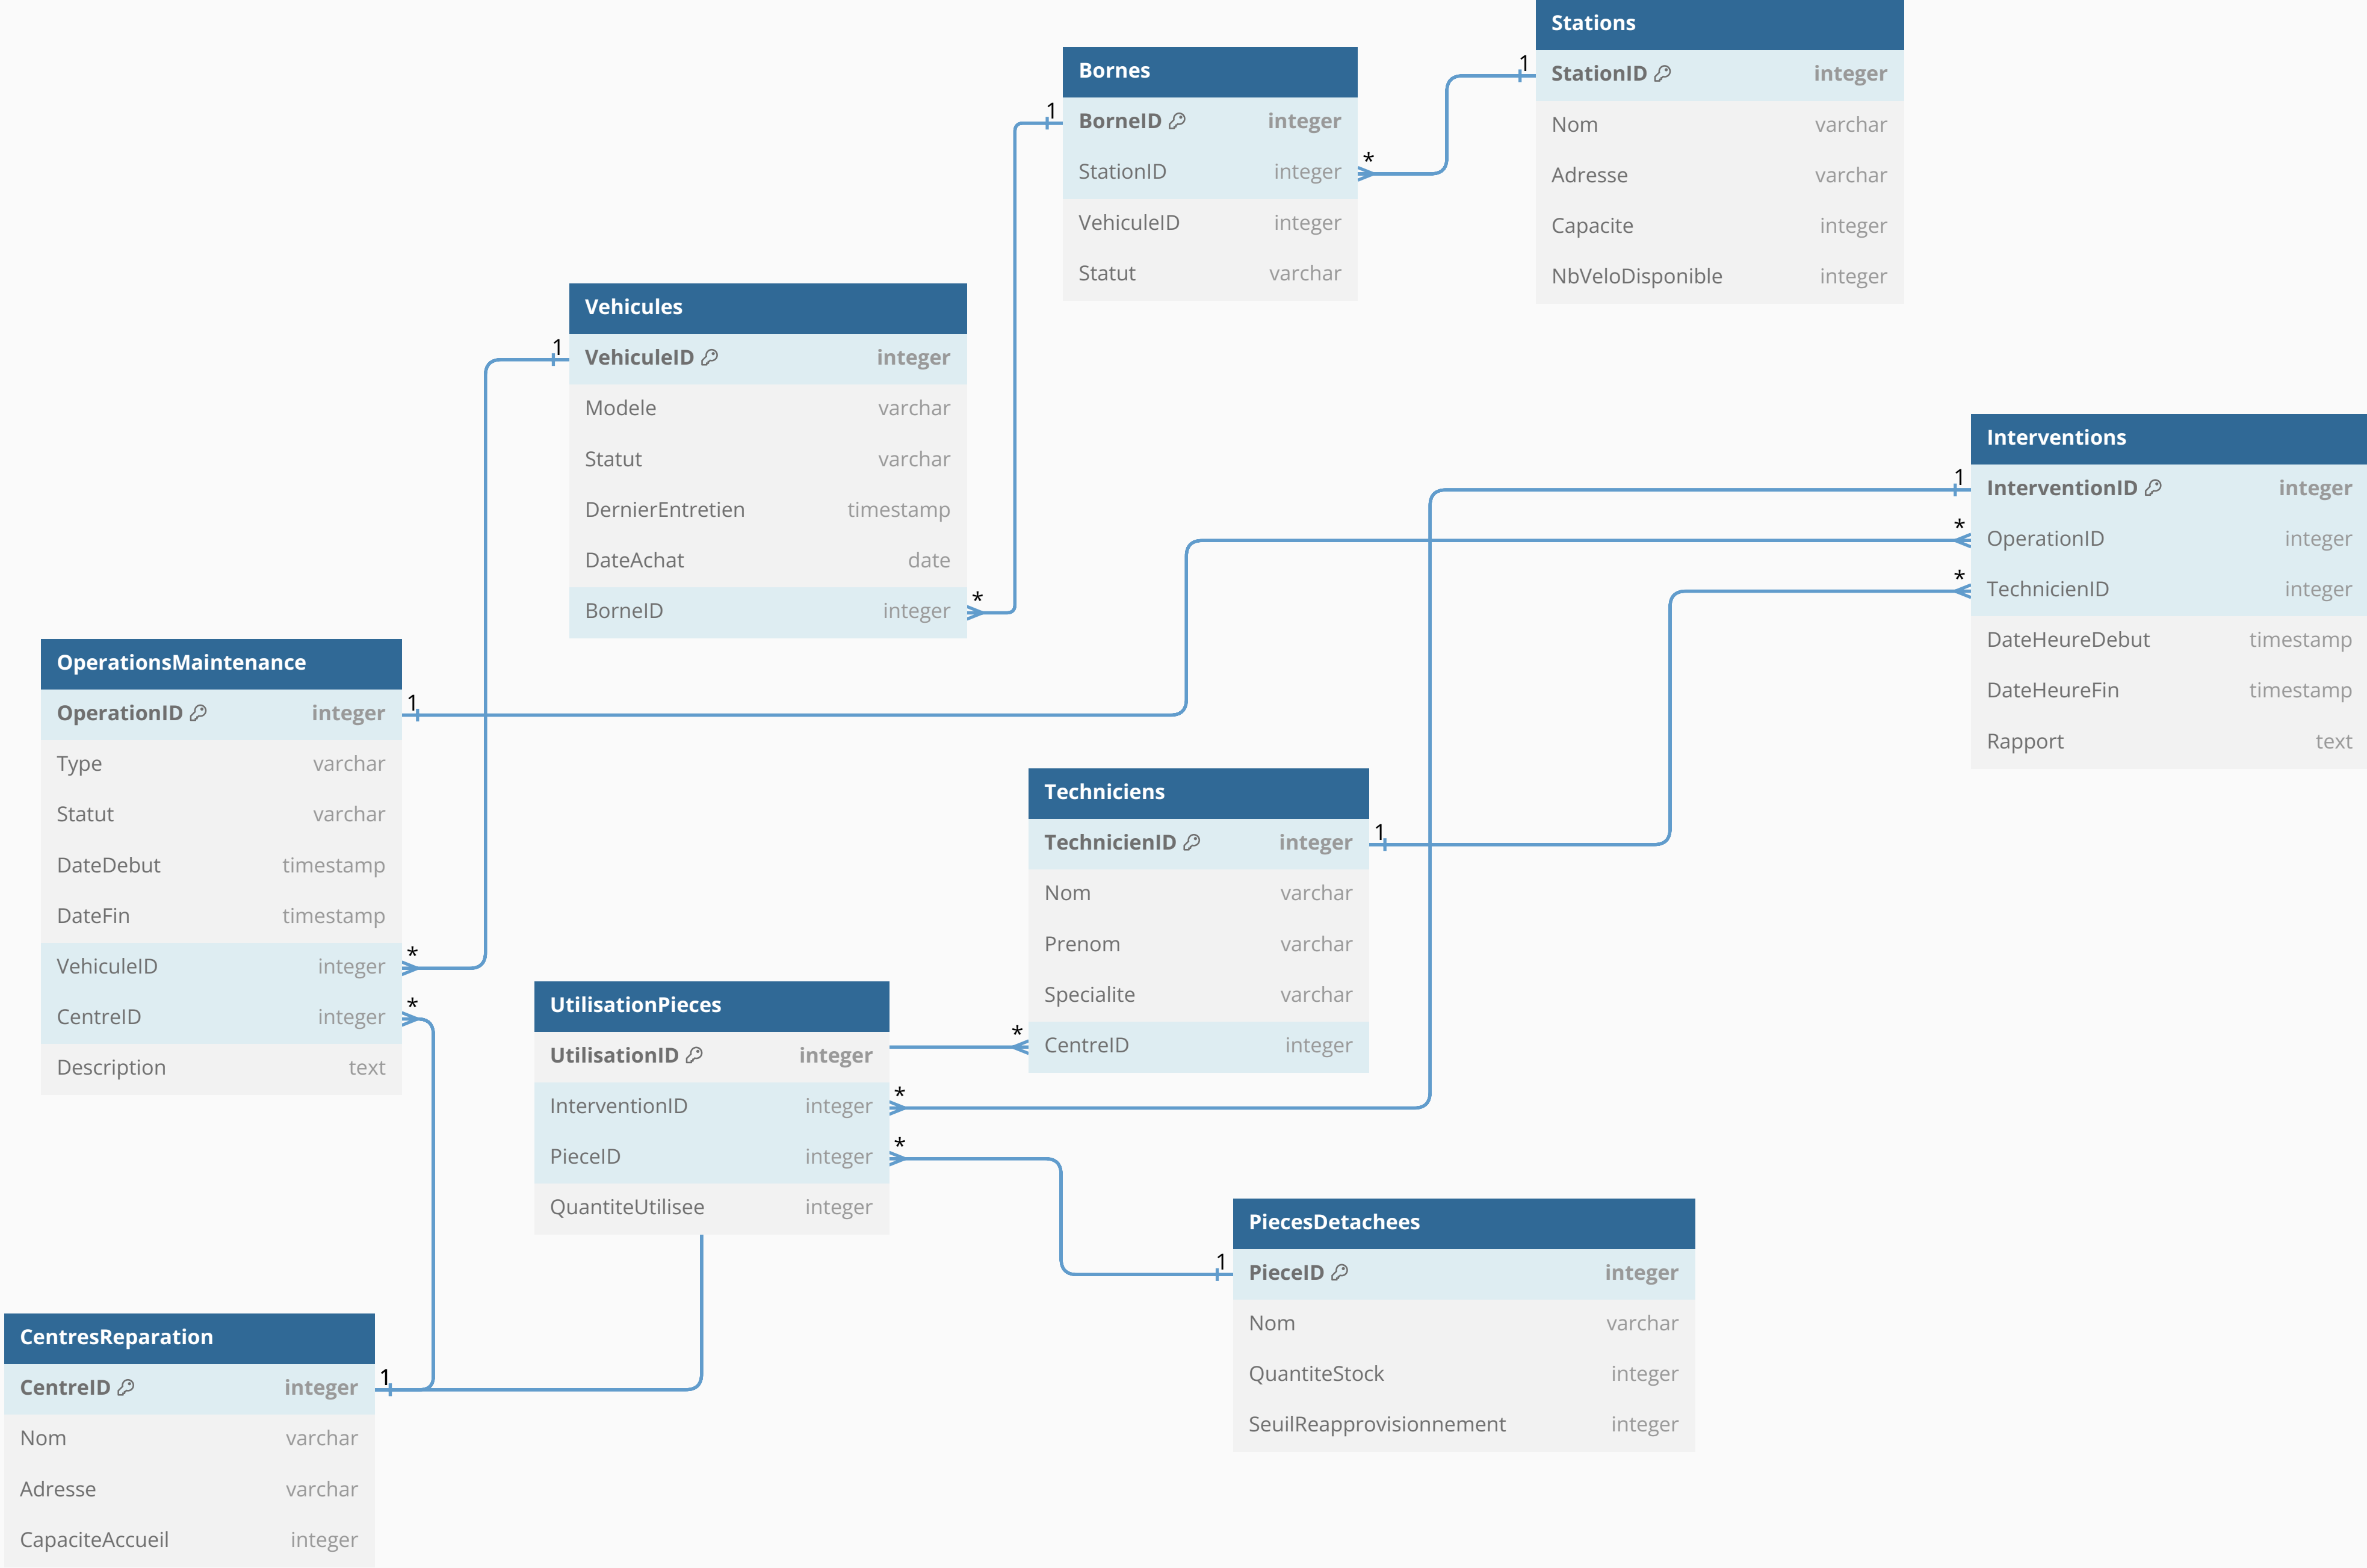 Stations
1
StationID integer
Nom varchar
Adresse varchar
Capacite integer
NbVeloDisponible integer
Bornes
1
BorneID integer
*
StationID integer
VehiculeID integer
Statut varchar
Vehicules
1
VehiculeID integer
Modele varchar
Statut varchar
DernierEntretien timestamp
DateAchat date
*
BorneID integer
Interventions
1
InterventionID integer
*
OperationID integer
*
TechnicienID integer
DateHeureDebut timestamp
DateHeureFin timestamp
Rapport text
OperationsMaintenance
1
OperationID integer
Type varchar
Statut varchar
DateDebut timestamp
DateFin timestamp
*
VehiculeID integer
*
CentreID integer
Description text
Techniciens
1
TechnicienID integer
Nom varchar
Prenom varchar
Specialite varchar
*
CentreID integer
UtilisationPieces
UtilisationID integer
*
InterventionID integer
*
PieceID integer
QuantiteUtilisee integer
PiecesDetachees
1
PieceID integer
Nom varchar
QuantiteStock integer
SeuilReapprovisionnement integer
CentresReparation
1
CentreID integer
Nom varchar
Adresse varchar
CapaciteAccueil integer